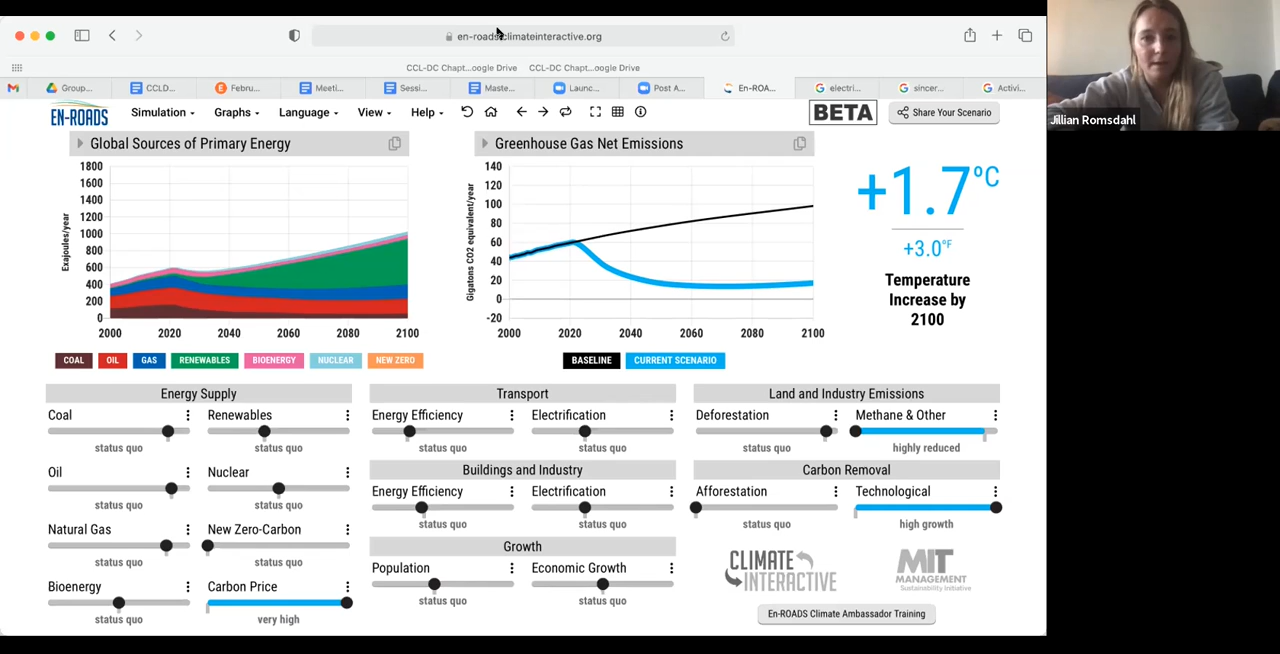 en-roads.climateinteractive.org
CCL-DC Chapt...oogle Drive CCL-DC Chapt...oogle Drive
Group... CCLD... Febru... Meeti... Sessi... Maste... Launc... Post A... En-ROA... electri... sincer... Activi...
EN-ROADS Simulation Graphs Language View Help BETA Share Your Scenario
Jillian Romsdahl
Global Sources of Primary Energy
Exajoules/year
1800
1600
1400
1200
1000
800
600
400
200
0
2000 2020 2040 2060 2080 2100
COAL OIL GAS RENEWABLES BIOENERGY NUCLEAR NEW ZERO
Greenhouse Gas Net Emissions
Gigatons CO2 equivalent/year
140
120
100
80
60
40
20
0
-20
2000 2020 2040 2060 2080 2100
BASELINE CURRENT SCENARIO
+1.7°C
+3.0°F
Temperature
Increase by
2100
Energy Supply
Coal Renewables
status quo status quo
Oil Nuclear
status quo status quo
Natural Gas New Zero-Carbon
status quo status quo
Bioenergy Carbon Price
status quo very high
Transport
Energy Efficiency Electrification
status quo status quo
Buildings and Industry
Energy Efficiency Electrification
status quo status quo
Growth
Population Economic Growth
status quo status quo
Land and Industry Emissions
Deforestation Methane & Other
status quo highly reduced
Carbon Removal
Afforestation Technological
status quo high growth
CLIMATE
INTERACTIVE
MIT
MANAGEMENT
Sustainability Initiative
En-ROADS Climate Ambassador Training